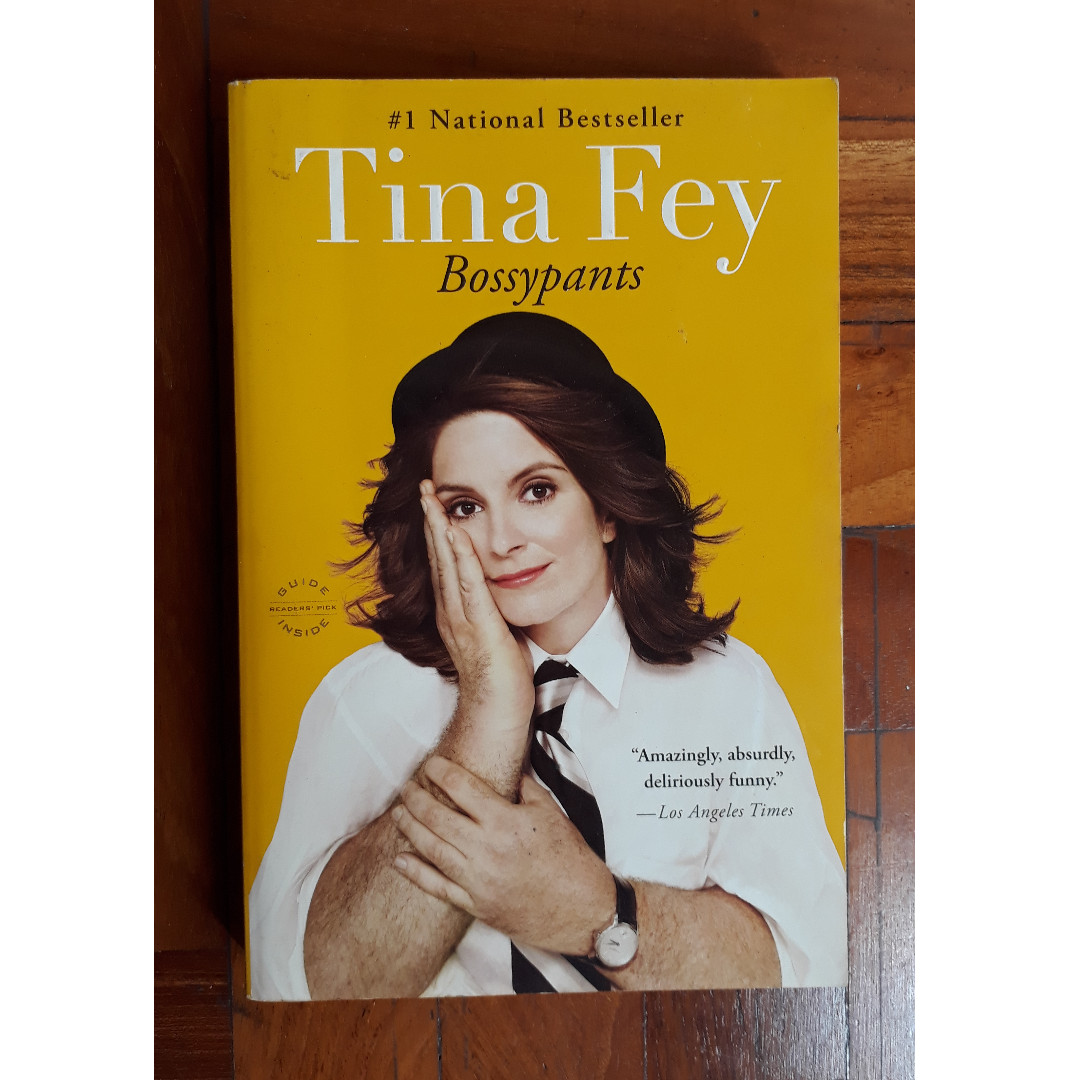 #1 National Bestseller
Tina Fey
Bossypants
GUIDE
READERS' PICK
INSIDE
“Amazingly, absurdly,
deliriously funny.”
—Los Angeles Times